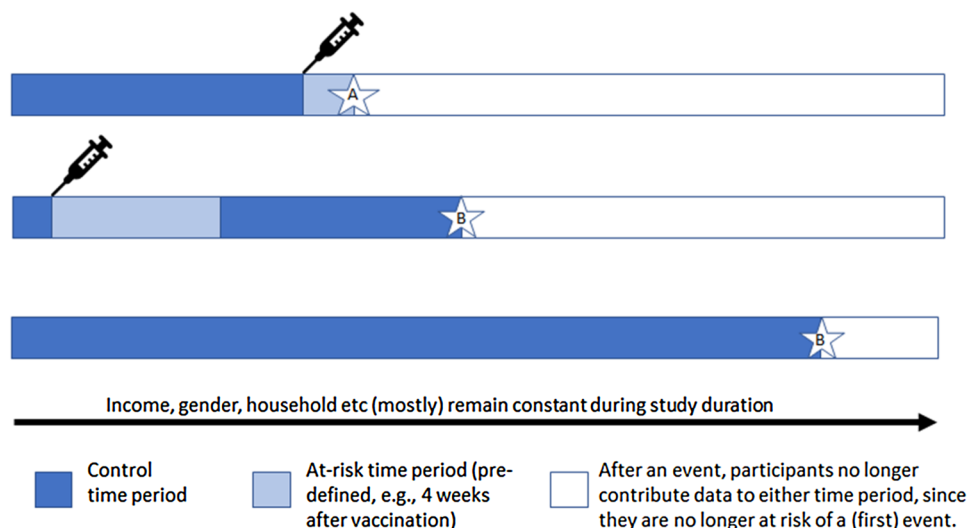 A
B
B
Income, gender, household etc (mostly) remain constant during study duration
Control
time period
At-risk time period (pre-
defined, e.g., 4 weeks
after vaccination)
After an event, participants no longer
contribute data to either time period, since
they are no longer at risk of a (first) event.